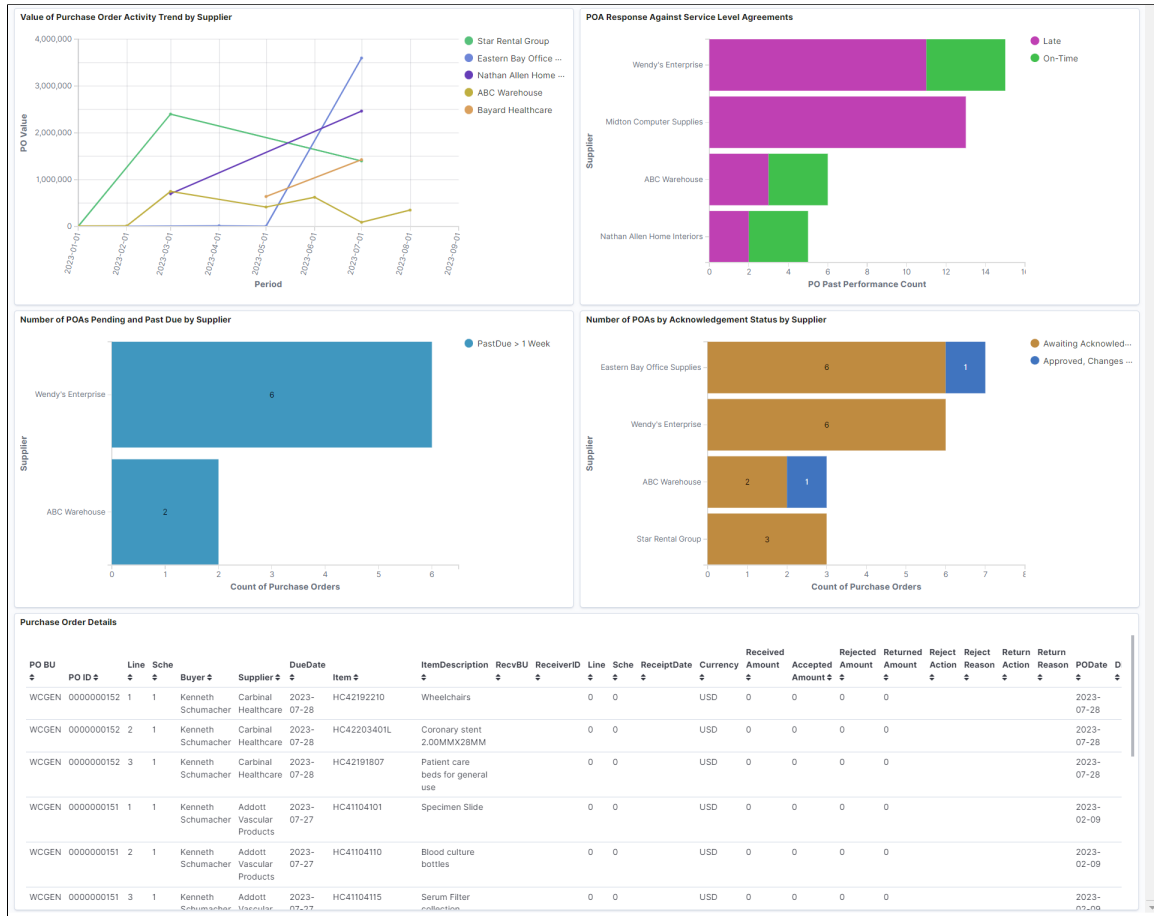 Value of Purchase Order Activity Trend by Supplier
4,000,000
3,000,000
2,000,000
1,000,000
0
PO Value
2023-01-01
2023-02-01
2023-03-01
2023-04-01
2023-05-01
2023-06-01
2023-07-01
2023-08-01
2023-09-01
Period
Star Rental Group
Eastern Bay Office ...
Nathan Allen Home ...
ABC Warehouse
Bayard Healthcare
POA Response Against Service Level Agreements
Supplier
Wendy's Enterprise
Midton Computer Supplies
ABC Warehouse
Nathan Allen Home Interiors
0 2 4 6 8 10 12 14
PO Past Performance Count
Late
On-Time
Number of POAs Pending and Past Due by Supplier
Supplier
Wendy's Enterprise
6
ABC Warehouse
2
0 1 2 3 4 5 6
Count of Purchase Orders
PastDue > 1 Week
Number of POAs by Acknowledgement Status by Supplier
Supplier
Eastern Bay Office Supplies
6 1
Wendy's Enterprise
6
ABC Warehouse
2 1
Star Rental Group
3
0 1 2 3 4 5 6 7 8
Count of Purchase Orders
Awaiting Acknowled...
Approved, Changes ...
Purchase Order Details
Received Rejected Returned Reject Reject Return Return
PO BU Line Sche DueDate ItemDescription RecvBU ReceiverID Line Sche ReceiptDate Currency Amount Accepted Amount Amount Action Reason Action Reason PODate D
PO ID Buyer Supplier Item Amount
WCGEN 0000000152 1 1 Kenneth Carbinal 2023- HC42192210 Wheelchairs 0 0 USD 0 0 0 0 2023-
Schumacher Healthcare 07-28 07-28
WCGEN 0000000152 2 1 Kenneth Carbinal 2023- HC42203401L Coronary stent 0 0 USD 0 0 0 0 2023-
Schumacher Healthcare 07-28 2.00MMX28MM 07-28
WCGEN 0000000152 3 1 Kenneth Carbinal 2023- HC42191807 Patient care 0 0 USD 0 0 0 0 2023-
Schumacher Healthcare 07-28 beds for general 07-28
use
WCGEN 0000000151 1 1 Kenneth Addott 2023- HC41104101 Specimen Slide 0 0 USD 0 0 0 0 2023-
Schumacher Vascular 07-27 02-09
Products
WCGEN 0000000151 2 1 Kenneth Addott 2023- HC41104110 Blood culture 0 0 USD 0 0 0 0 2023-
Schumacher Vascular 07-27 bottles 02-09
Products
WCGEN 0000000151 3 1 Kenneth Addott 2023- HC41104115 Serum Filter 0 0 USD 0 0 0 0 2023-
Schumacher Vascular 07-27 collection 02-09